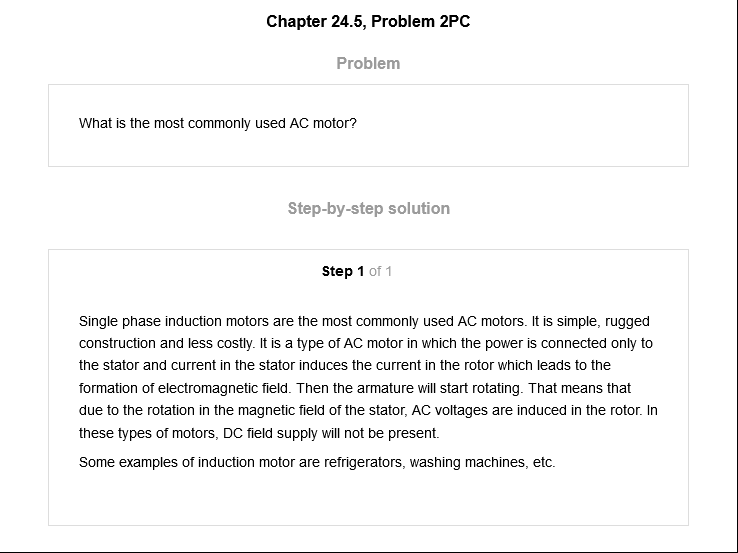 Chapter 24.5, Problem 2PC
Problem
What is the most commonly used AC motor?
Step-by-step solution
Step 1 of 1
Single phase induction motors are the most commonly used AC motors. It is simple, rugged
construction and less costly. It is a type of AC motor in which the power is connected only to
the stator and current in the stator induces the current in the rotor which leads to the
formation of electromagnetic field. Then the armature will start rotating. That means that
due to the rotation in the magnetic field of the stator, AC voltages are induced in the rotor. In
these types of motors, DC field supply will not be present.
Some examples of induction motor are refrigerators, washing machines, etc.